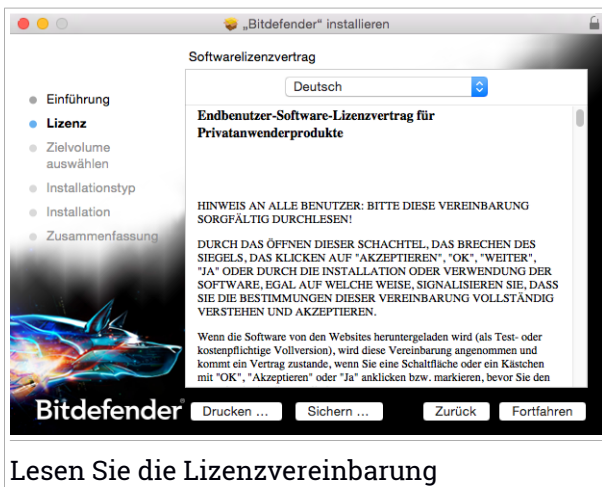 „Bitdefender“ installieren
Softwarelizenzvertrag
Einführung
Lizenz
Zielvolume
auswählen
Installationstyp
Installation
Zusammenfassung
Deutsch
Endbenutzer-Software-Lizenzvertrag für
Privatanwenderprodukte
HINWEIS AN ALLE BENUTZER: BITTE DIESE VEREINBARUNG
SORGFÄLTIG DURCHLESEN!
DURCH DAS ÖFFNEN DIESER SCHACHTEL, DAS BRECHEN DES
SIEGELS, DAS KLICKEN AUF "AKZEPTIEREN", "OK", "WEITER",
"JA" ODER DURCH DIE INSTALLATION ODER VERWENDUNG DER
SOFTWARE, EGAL AUF WELCHE WEISE, SIGNALISIEREN SIE, DASS
SIE DIE BESTIMMUNGEN DIESER VEREINBARUNG VOLLSTÄNDIG
VERSTEHEN UND AKZEPTIEREN.
Wenn die Software von den Websites heruntergeladen wird (als Test- oder
kostenpflichtige Vollversion), wird diese Vereinbarung angenommen und
kommt ein Vertrag zustande, wenn Sie eine Schaltfläche oder ein Kästchen
mit "OK", "Akzeptieren" oder "Ja" anklicken bzw. markieren, bevor Sie den
Bitdefender
Drucken ...
Sichern ...
Zurück
Fortfahren
Lesen Sie die Lizenzvereinbarung